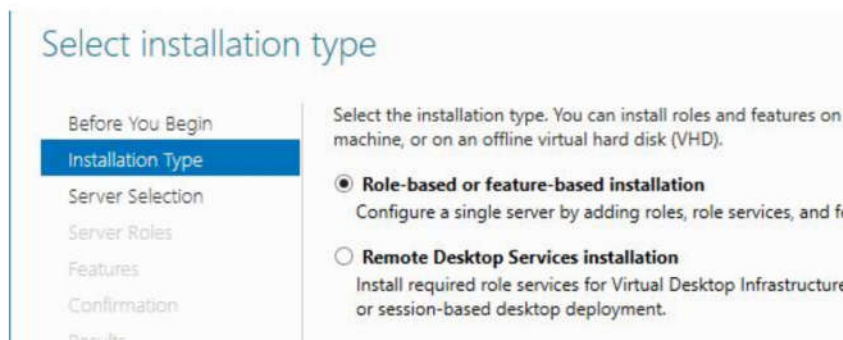 Select installation type
Before You Begin
Installation Type
Server Selection
Server Roles
Features
Confirmation
Select the installation type. You can install roles and features on
machine, or on an offline virtual hard disk (VHD).
Role-based or feature-based installation
Configure a single server by adding roles, role services, and
Remote Desktop Services installation
Install required role services for Virtual Desktop Infrastructure
or session-based desktop deployment.